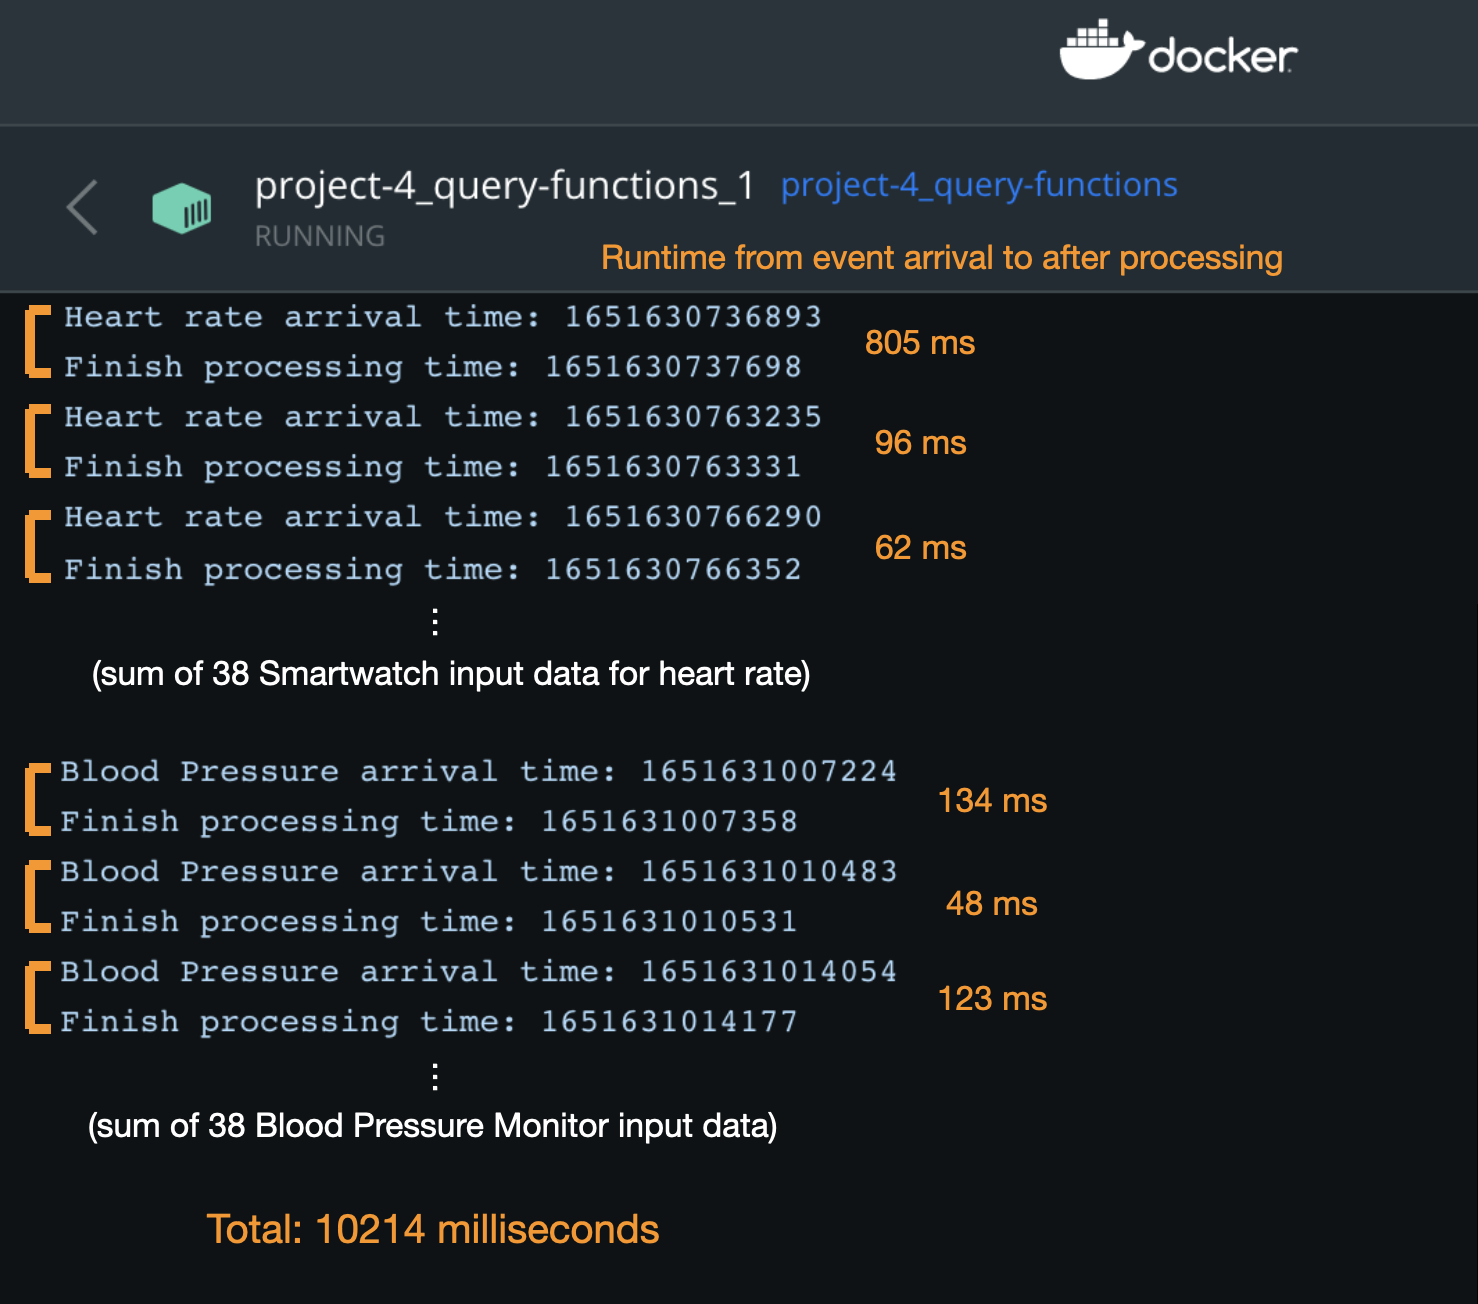 docker
project-4_query-functions_1 project-4_query-functions
RUNNING
Runtime from event arrival to after processing
Heart rate arrival time: 1651630736893
805 ms
Finish processing time: 1651630737698
Heart rate arrival time: 1651630763235
96 ms
Finish processing time: 1651630763331
Heart rate arrival time: 1651630766290
62 ms
Finish processing time: 1651630766352
⋮
(sum of 38 Smartwatch input data for heart rate)
Blood Pressure arrival time: 1651631007224
134 ms
Finish processing time: 1651631007358
Blood Pressure arrival time: 1651631010483
48 ms
Finish processing time: 1651631010531
Blood Pressure arrival time: 1651631014054
123 ms
Finish processing time: 1651631014177
⋮
(sum of 38 Blood Pressure Monitor input data)
Total: 10214 milliseconds